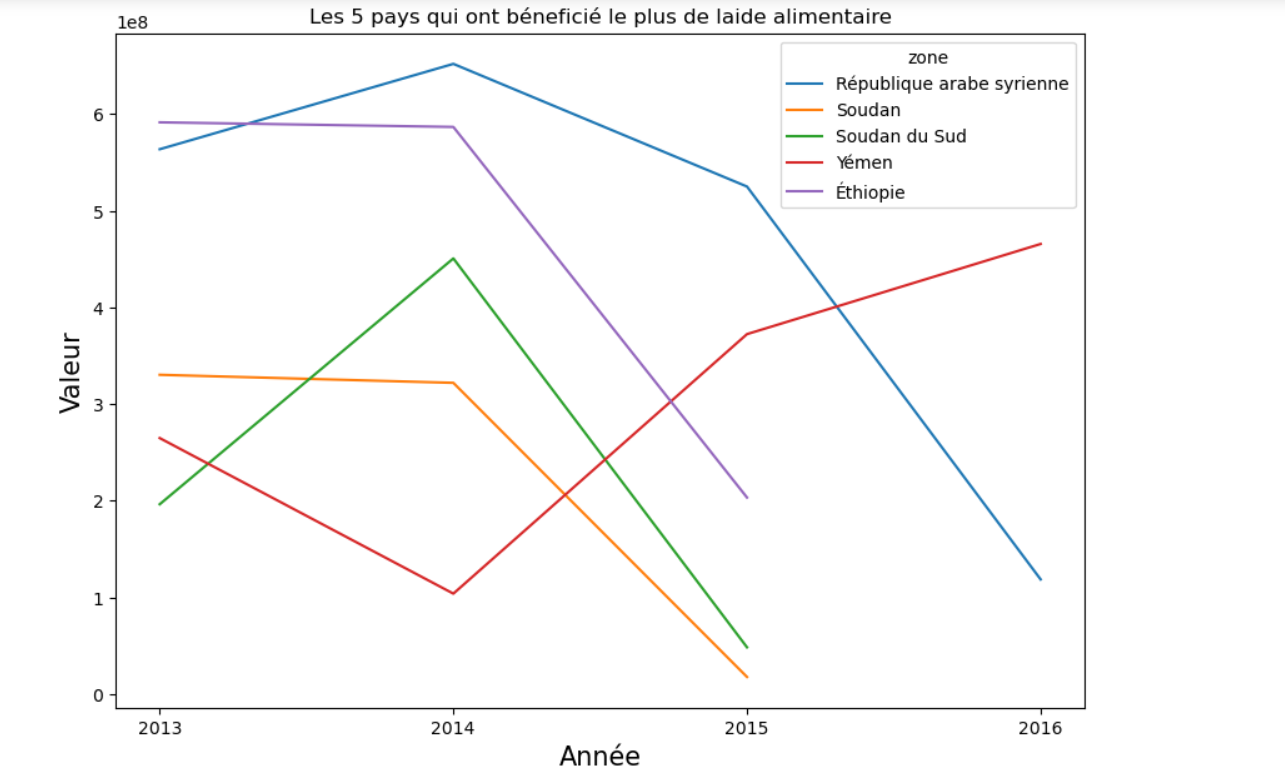 Les 5 pays qui ont béneficié le plus de laide alimentaire
1e8
zone
République arabe syrienne
Soudan
Soudan du Sud
Yémen
Éthiopie
6
5
4
3
2
1
0
Valeur
2013 2014 2015 2016
Année